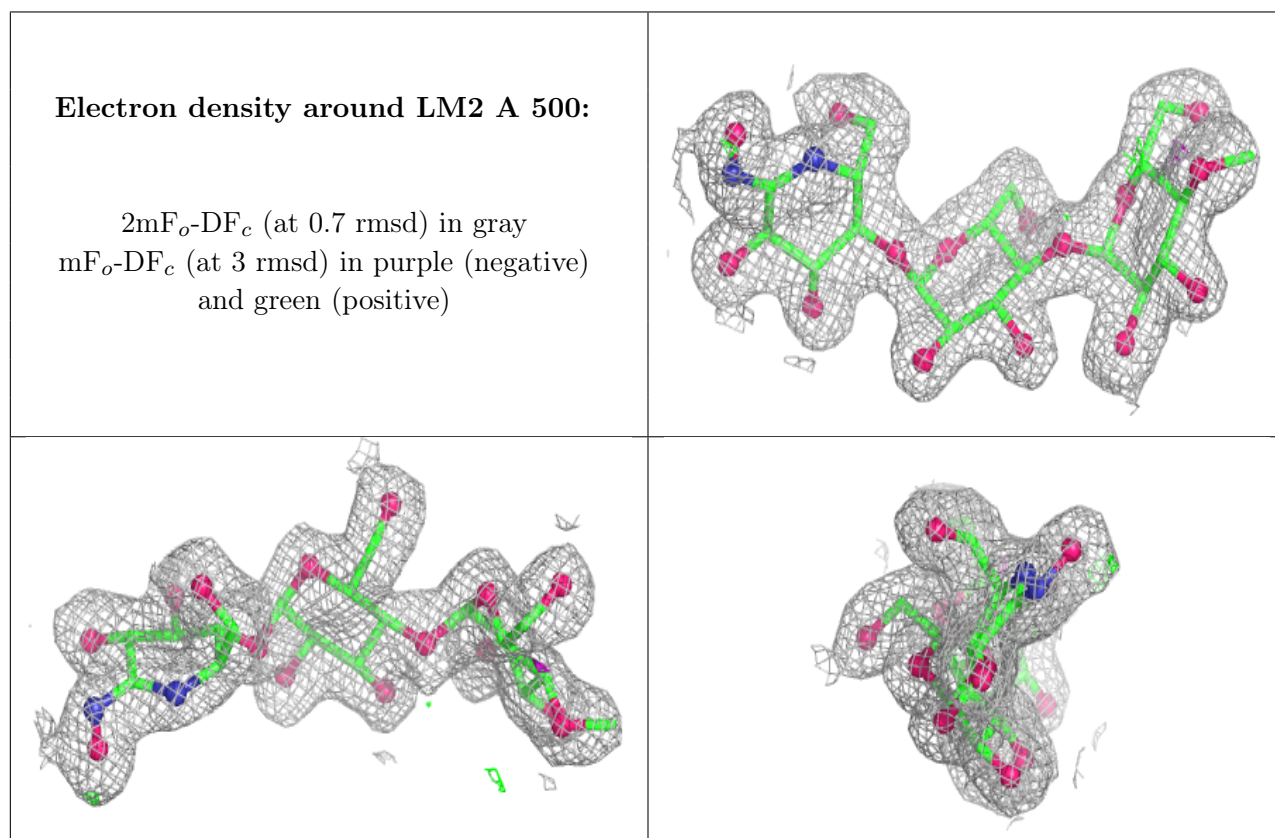 Electron density around LM2 A 500:
2mFo-DFc (at 0.7 rmsd) in gray
mFo-DFc (at 3 rmsd) in purple (negative)
and green (positive)